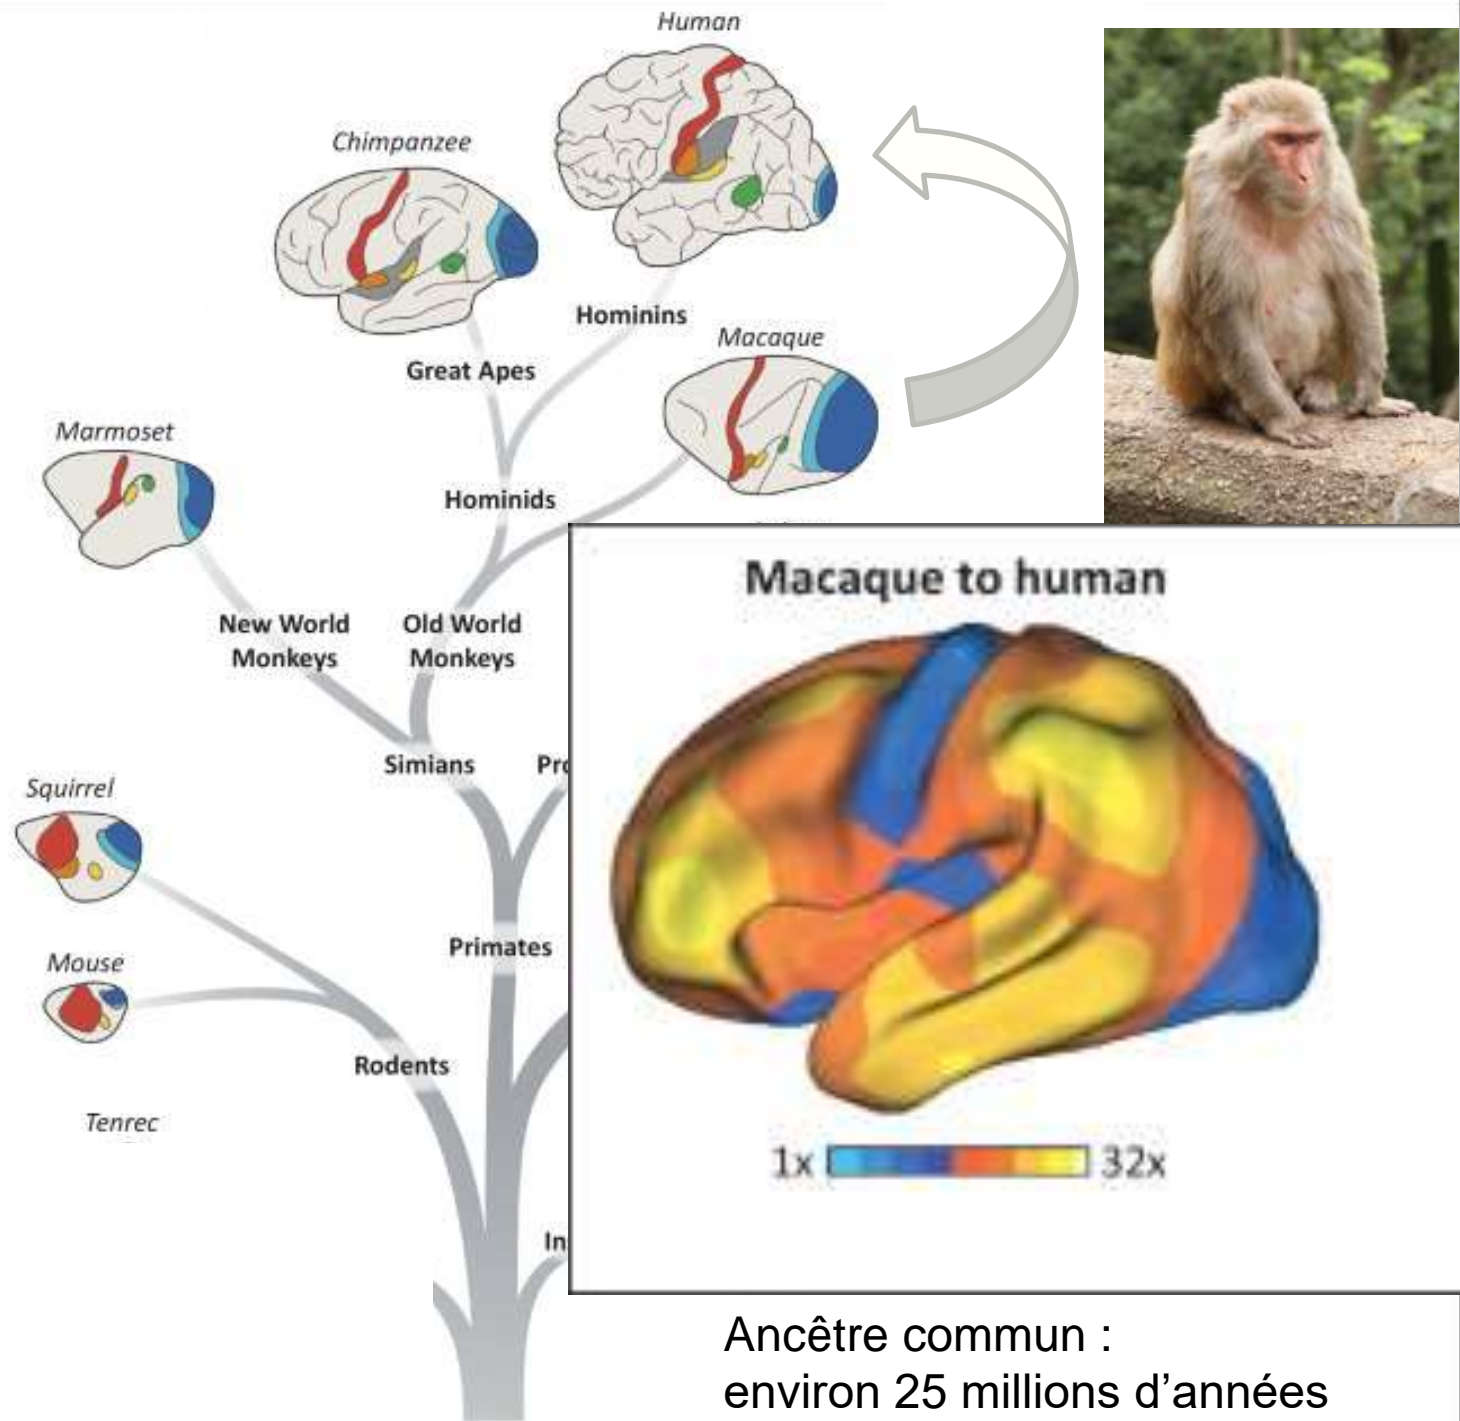 Human
Chimpanzee
Hominins
Macaque
Great Apes
Marmoset
Hominids
Macaque to human
New World
Monkeys
Old World
Monkeys
Simians
Squirrel
Primates
Mouse
Rodents
Tenrec
1x
32x
Ancêtre commun :
environ 25 millions d’années